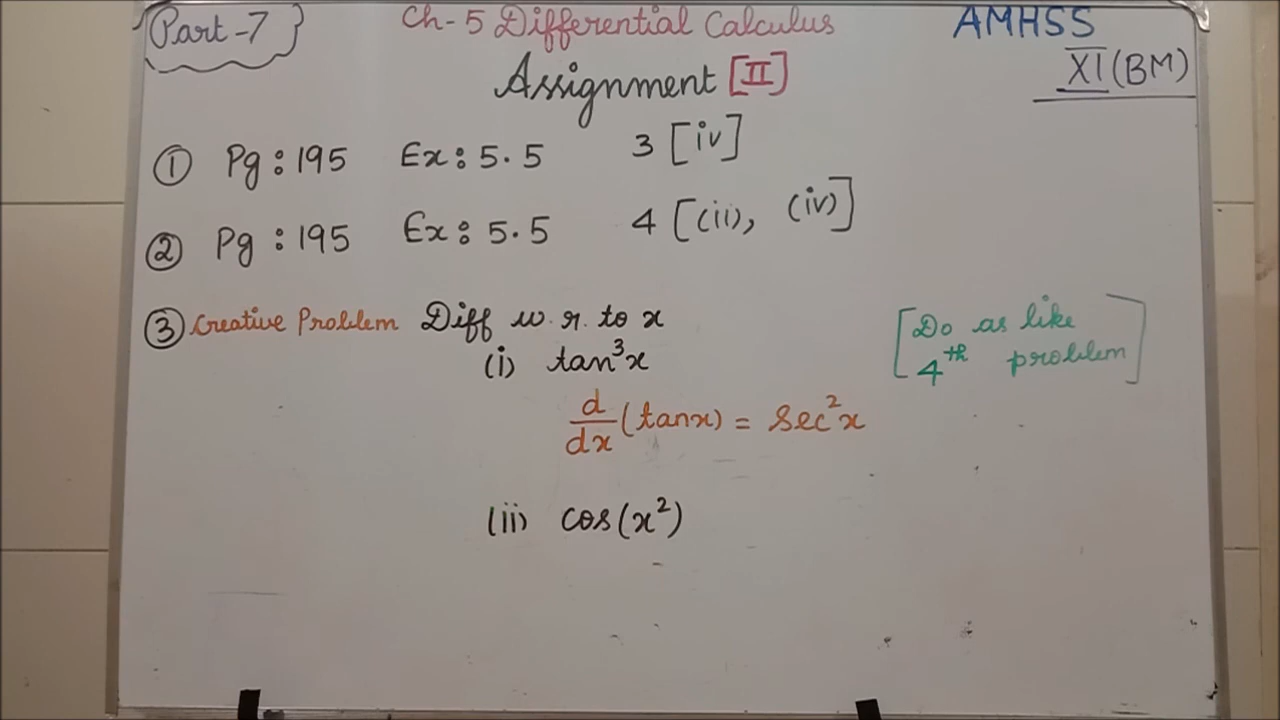 Part-7 Ch-5 Differential Calculus AMHSS
Assignment [II] XI (BM)
① Pg: 195 Ex: 5.5 3 [iv]
② Pg: 195 Ex: 5.5 4 [(ii), (iv)]
③ Creative Problem Diff w.r. to x
(i) tan³x
[Do as like
4th problem]
d/dx (tanx) = sec²x
(ii) cos(x²)